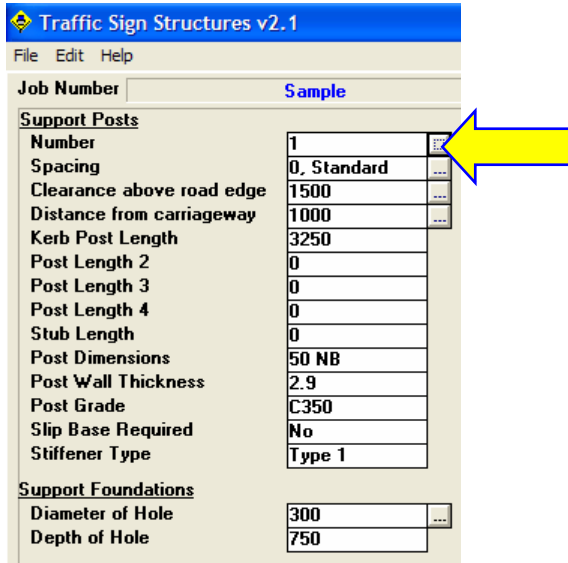 Traffic Sign Structures v2.1
File Edit Help
Job Number Sample
Support Posts
Number 1 ...
Spacing 0, Standard ...
Clearance above road edge 1500 ...
Distance from carriageway 1000 ...
Kerb Post Length 3250
Post Length 2 0
Post Length 3 0
Post Length 4 0
Stub Length 0
Post Dimensions 50 NB
Post Wall Thickness 2.9
Post Grade C350
Slip Base Required No
Stiffener Type Type 1
Support Foundations
Diameter of Hole 300 ...
Depth of Hole 750